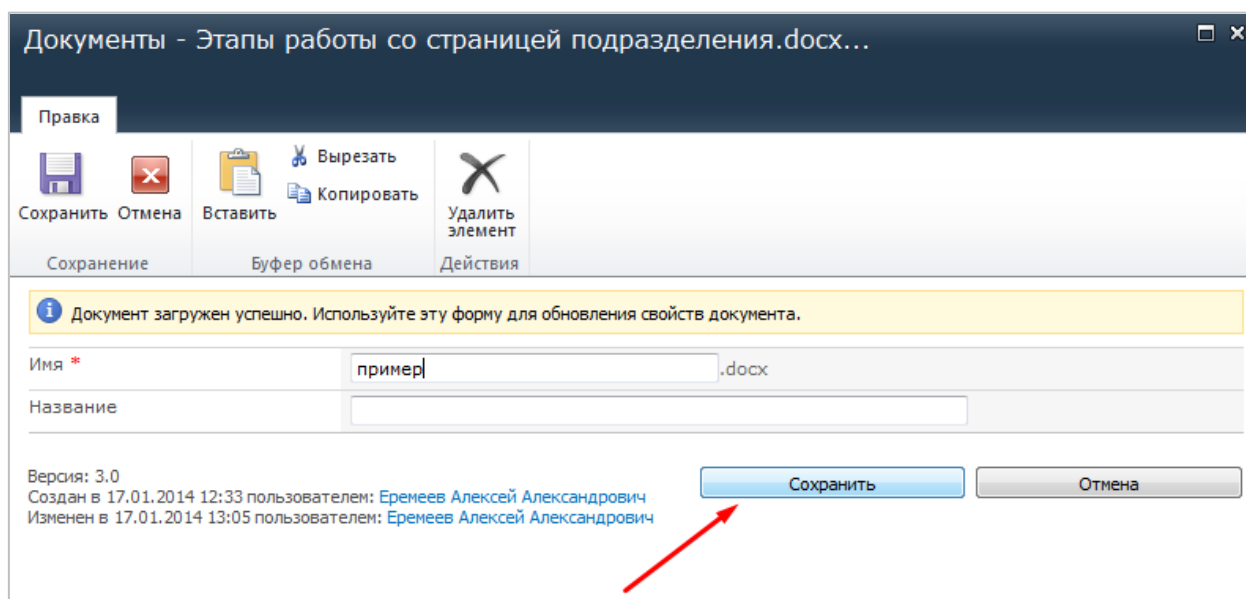 Документы - Этапы работы со страницей подразделения.docx...
Правка
Сохранить Отмена Вставить Вырезать Копировать Удалить элемент
Сохранение Буфер обмена Действия
Документ загружен успешно. Используйте эту форму для обновления свойств документа.
Имя * пример .docx
Название
Версия: 3.0
Создан в 17.01.2014 12:33 пользователем: Еремеев Алексей Александрович
Изменен в 17.01.2014 13:05 пользователем: Еремеев Алексей Александрович
Сохранить Отмена